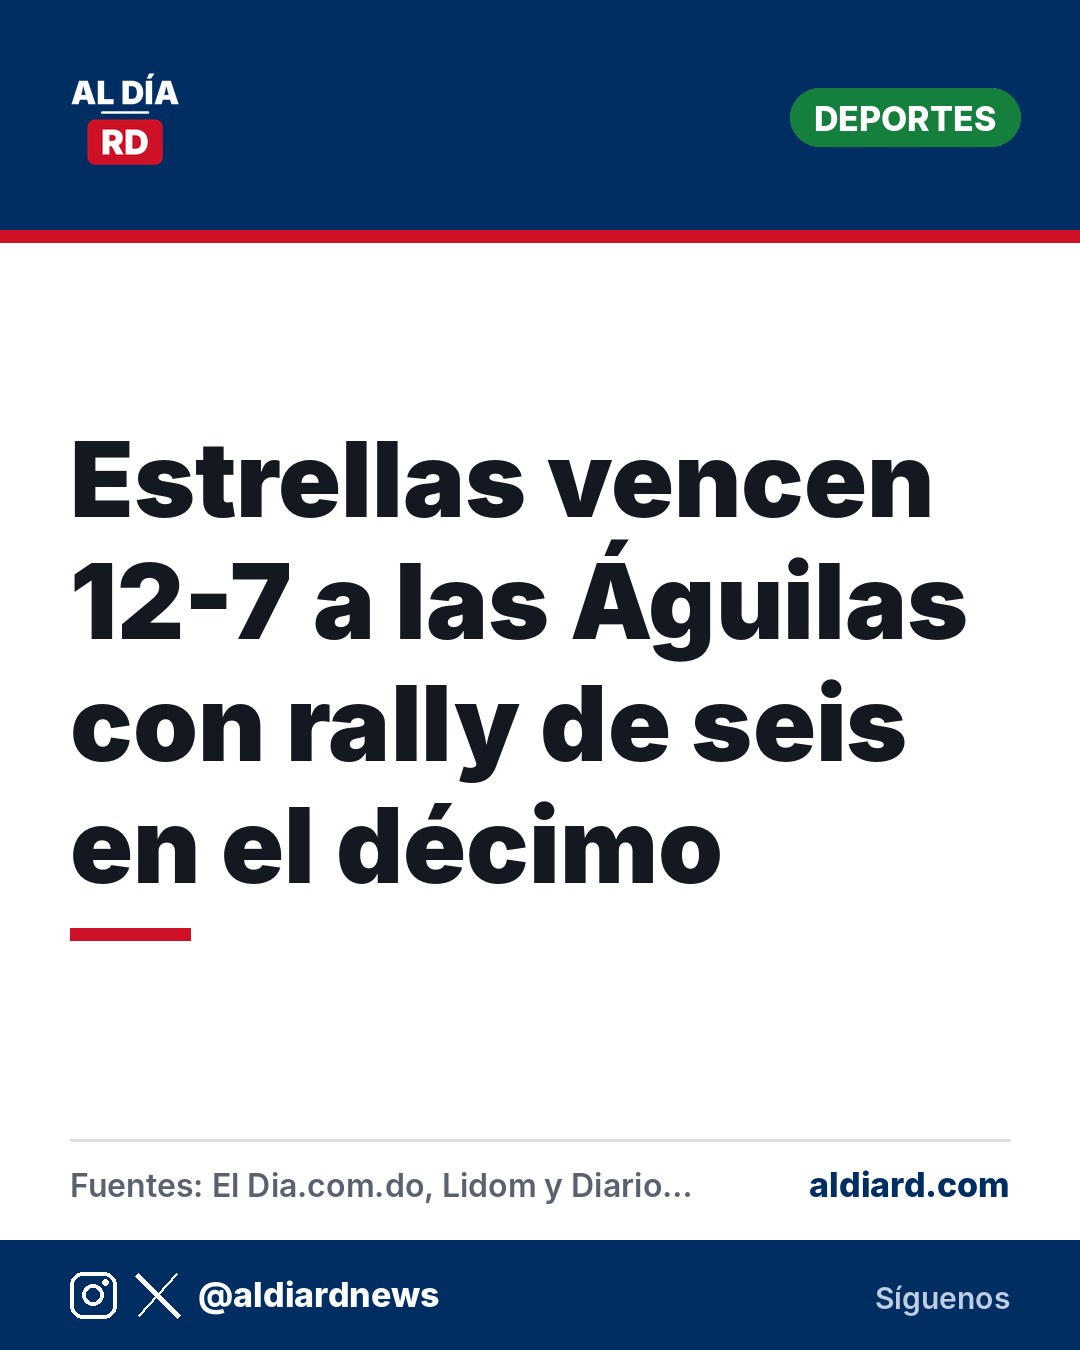 AL DÍA
RD
DEPORTES
Estrellas vencen
12-7 a las Águilas
con rally de seis
en el décimo
Fuentes: El Dia.com.do, Lidom y Diario...
aldiard.com
@aldiardnews
Síguenos